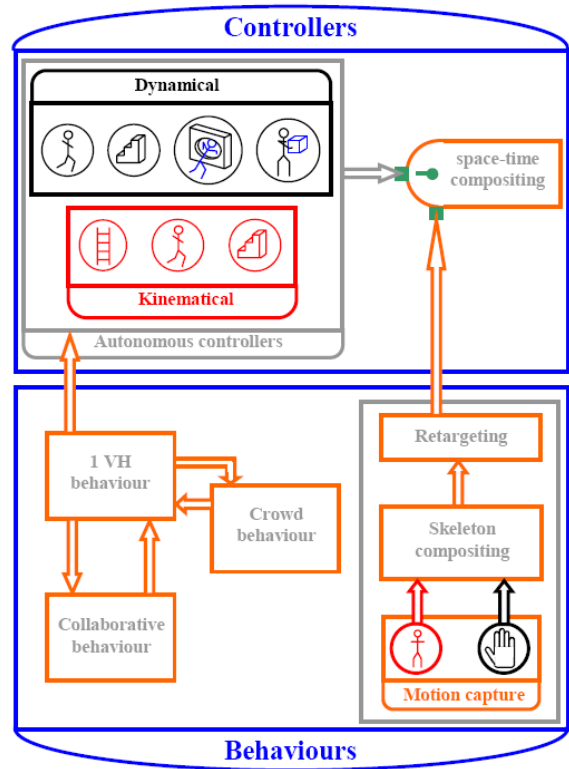 Controllers
Dynamical
space-time
compositing
Kinematical
Autonomous controllers
1 VH
behaviour
Crowd
behaviour
Collaborative
behaviour
Retargeting
Skeleton
compositing
Motion capture
Behaviours